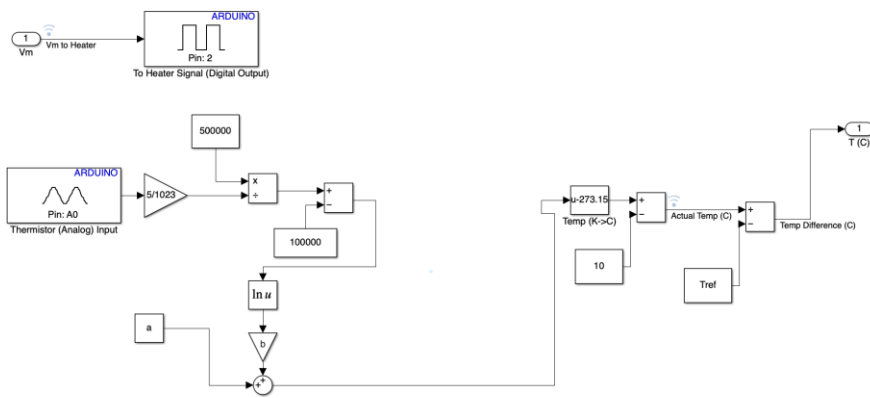 ARDUINO
1
Vm
Vm to Heater
Pin: 2
To Heater Signal (Digital Output)
500000
1
T (C)
ARDUINO
Pin: A0
Thermistor (Analog) Input
5/1023
x
÷
+
−
100000
u-273.15
Temp (K->C)
+
−
Actual Temp (C)
+
−
Temp Difference (C)
10
Tref
ln u
a
b
+
+